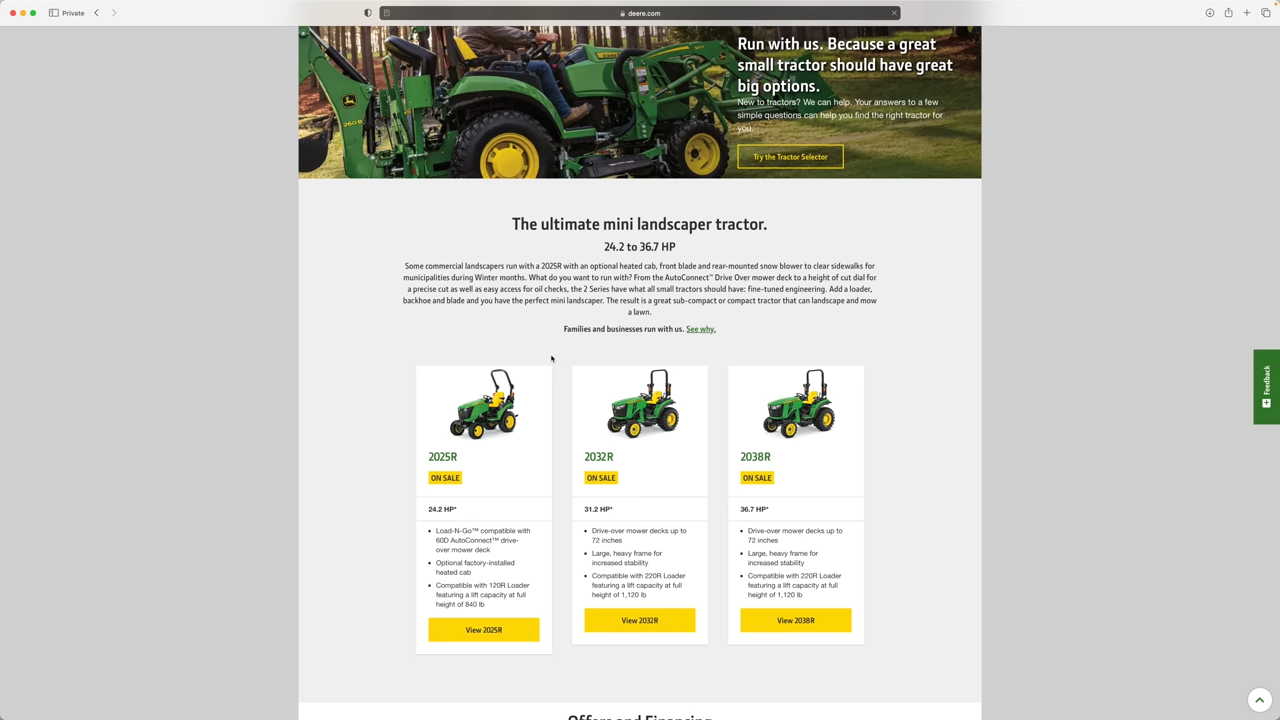 Private
deere.com
Run with us. Because a great
small tractor should have great
big options.
New to tractors? We can help. Your answers to a few
simple questions can help you find the right tractor for
you.
Try the Tractor Selector
260B
The ultimate mini landscaper tractor.
24.2 to 36.7 HP
Some commercial landscapers run with a 2025R with an optional heated cab, front blade and rear-mounted snow blower to clear sidewalks for
municipalities during Winter months. What do you want to run with? From the AutoConnect™ Drive Over mower deck to a height of cut dial for
a precise cut as well as easy access for oil checks, the 2 Series have what all small tractors should have: fine-tuned engineering. Add a loader,
backhoe and blade and you have the perfect mini landscaper. The result is a great sub-compact or compact tractor that can landscape and mow
a lawn.
Families and businesses run with us. See why.
2025R
ON SALE
24.2 HP*
Load-N-Go™ compatible with
60D AutoConnect™ drive-
over mower deck
Optional factory-installed
heated cab
Compatible with 120R Loader
featuring a lift capacity at full
height of 840 lb
View 2025R
2032R
ON SALE
31.2 HP*
Drive-over mower decks up to
72 inches
Large, heavy frame for
increased stability
Compatible with 220R Loader
featuring a lift capacity at full
height of 1,120 lb
View 2032R
2038R
ON SALE
36.7 HP*
Drive-over mower decks up to
72 inches
Large, heavy frame for
increased stability
Compatible with 220R Loader
featuring a lift capacity at full
height of 1,120 lb
View 2038R
Feedback
Offers and Financing